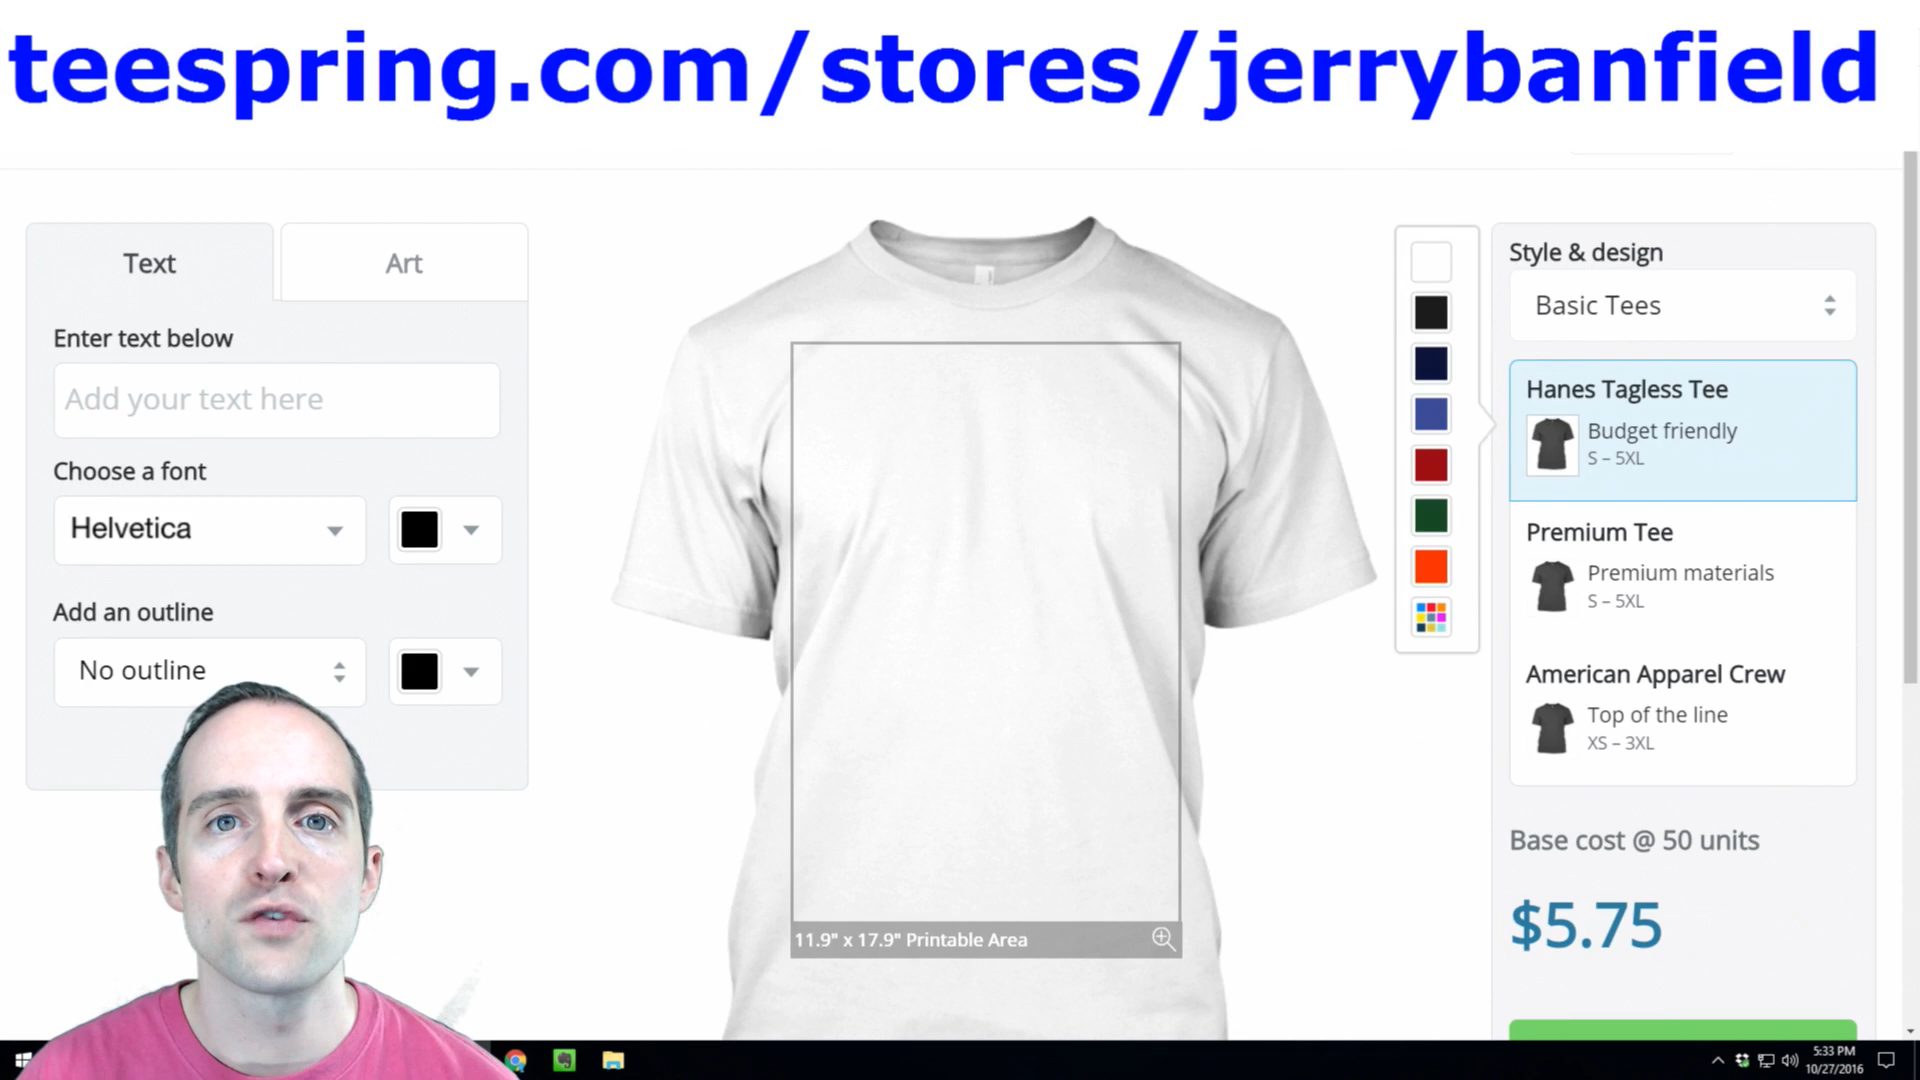 teespring.com/stores/jerrybanfield
Text
Art
Enter text below
Add your text here
Choose a font
Helvetica
Add an outline
No outline
11.9" x 17.9" Printable Area
Style & design
Basic Tees
Hanes Tagless Tee
Budget friendly
S – 5XL
Premium Tee
Premium materials
S – 5XL
American Apparel Crew
Top of the line
XS – 3XL
Base cost @ 50 units
$5.75
5:33 PM
10/27/2016